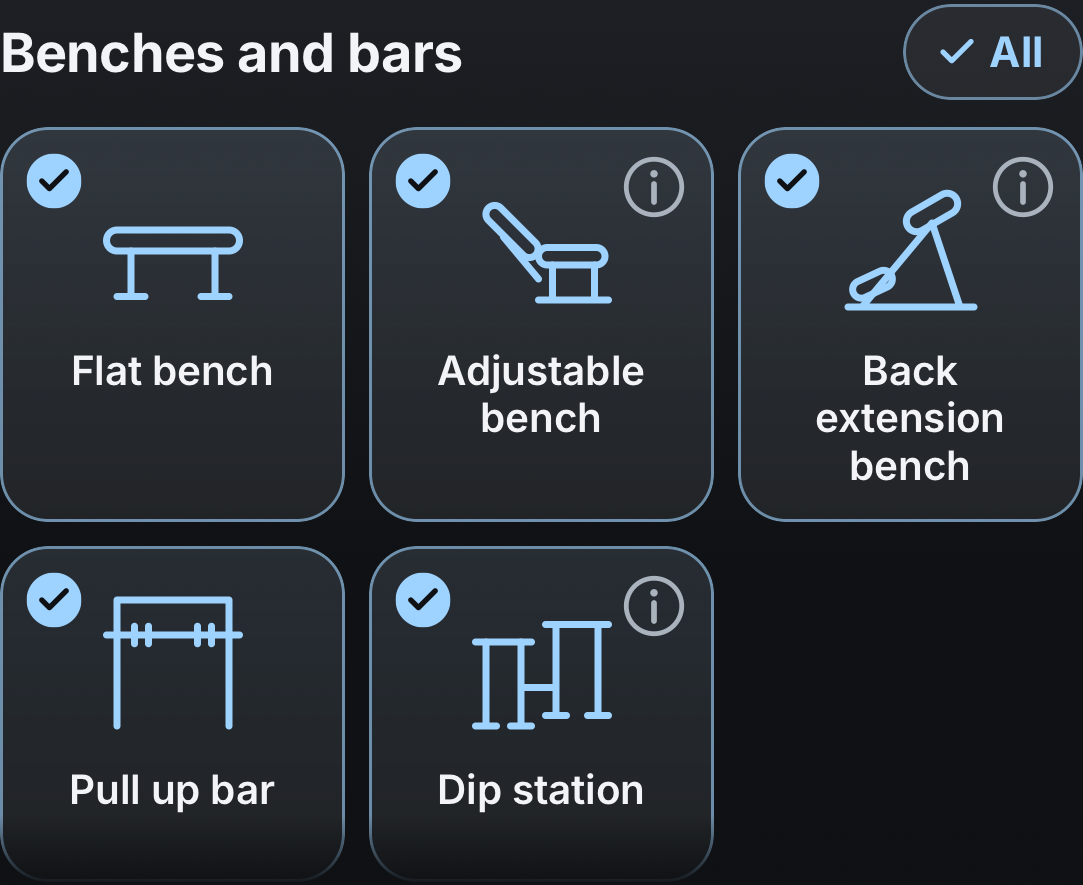 Benches and bars
All
Flat bench
Adjustable
bench
Back
extension
bench
Pull up bar
Dip station